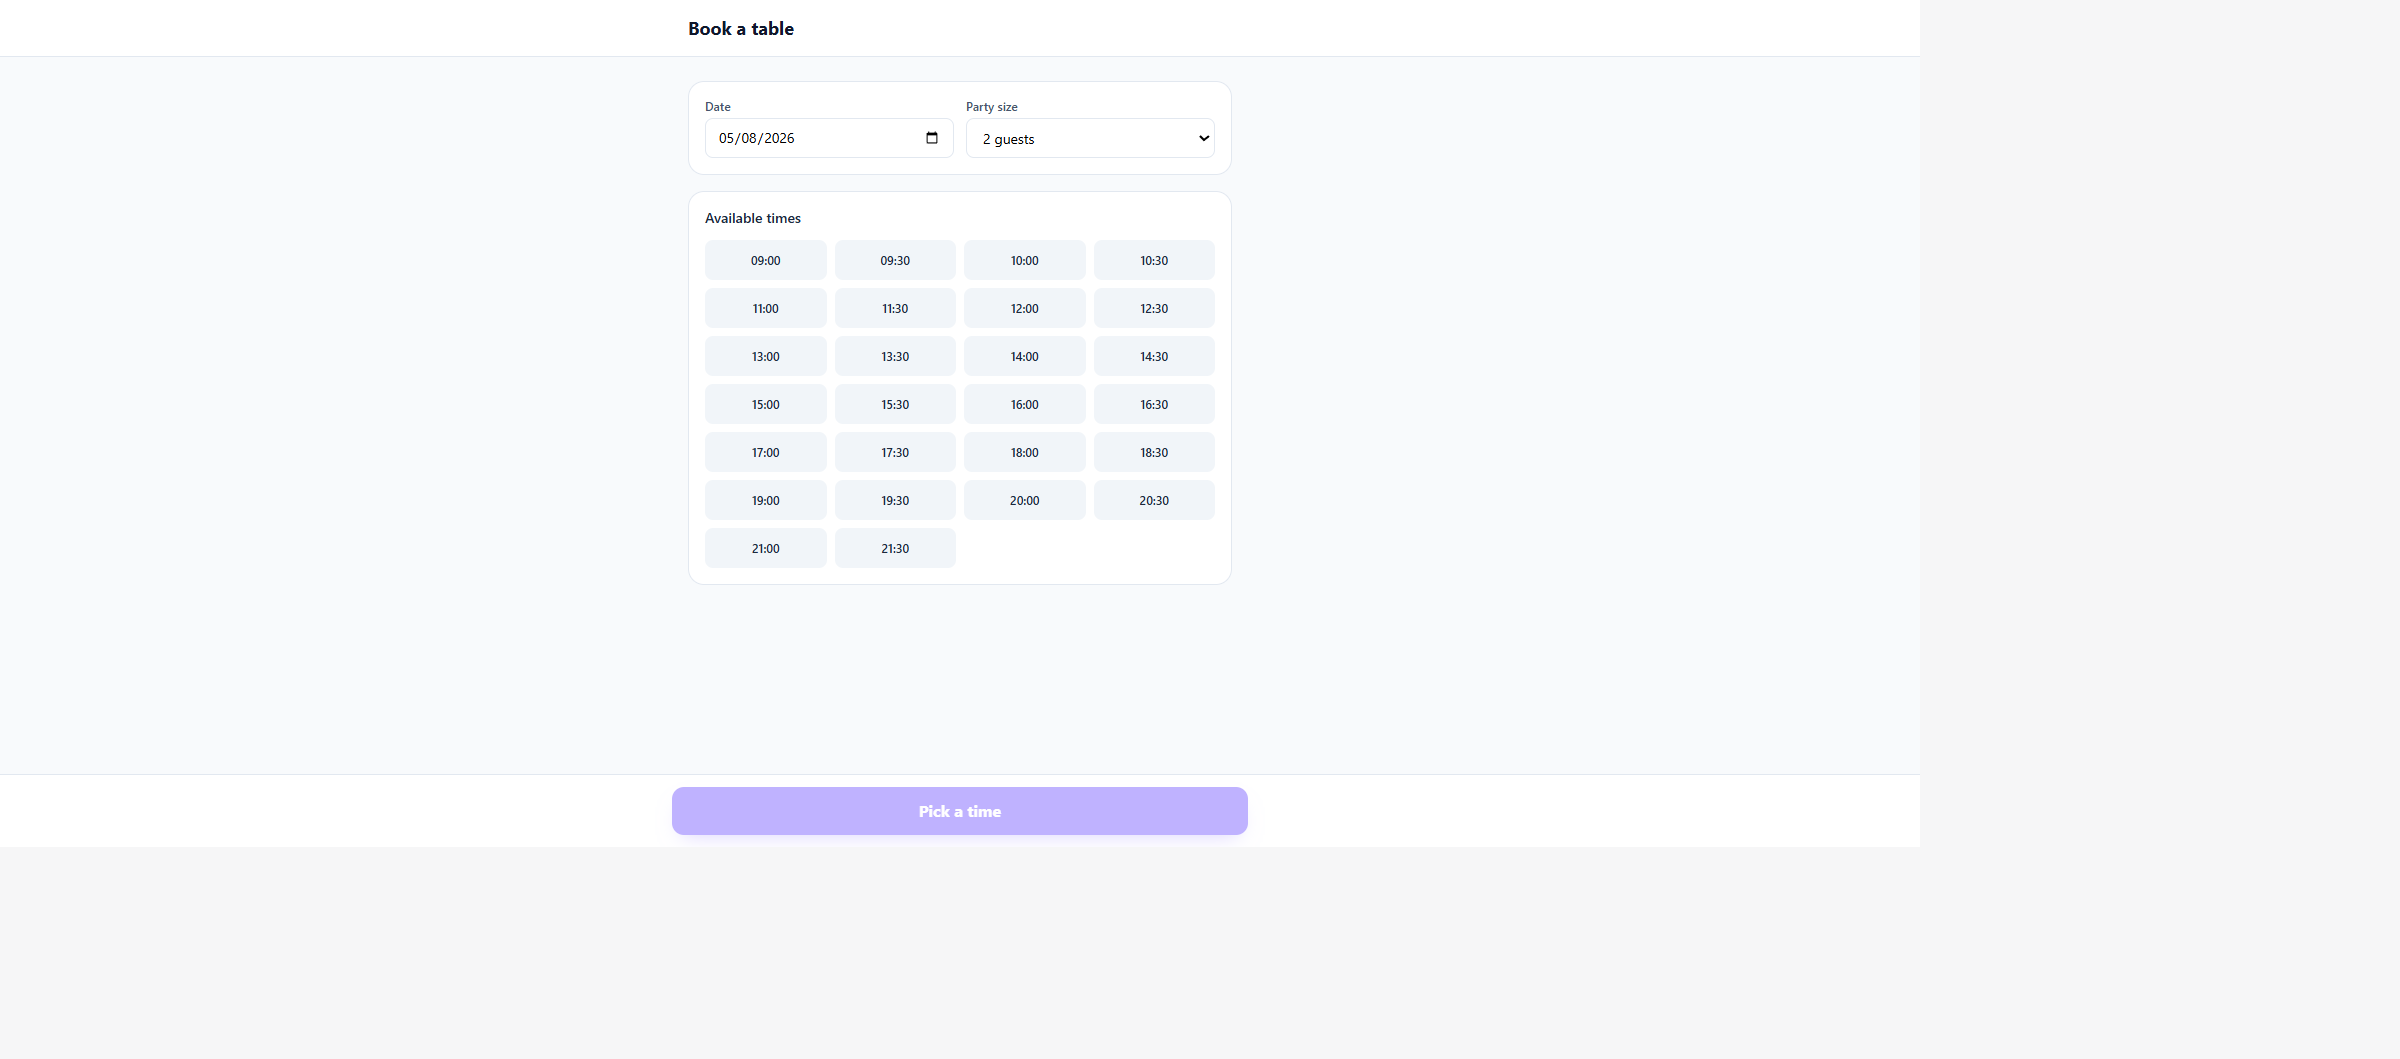 Book a table
Date Party size
05/08/2026 2 guests
Available times
09:00 09:30 10:00 10:30
11:00 11:30 12:00 12:30
13:00 13:30 14:00 14:30
15:00 15:30 16:00 16:30
17:00 17:30 18:00 18:30
19:00 19:30 20:00 20:30
21:00 21:30
Pick a time